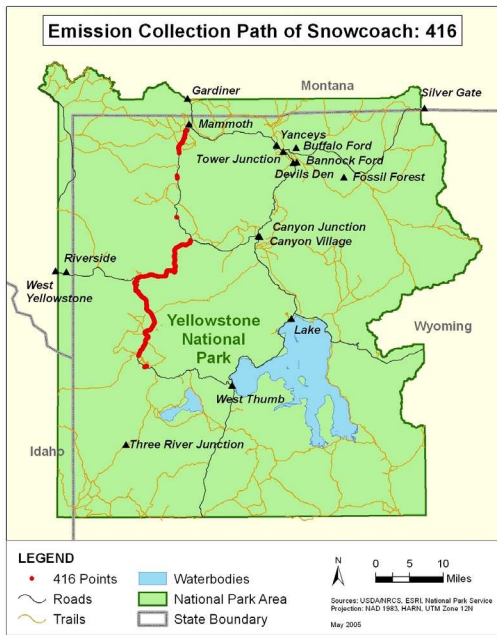 Emission Collection Path of Snowcoach: 416
Gardiner
Montana
Silver Gate
Mammoth
Yanceys
Buffalo Ford
Tower Junction
Bannock Ford
Devils Den
Fossil Forest
Canyon Junction
Canyon Village
Riverside
West
Yellowstone
Yellowstone
National
Park
Lake
Wyoming
West Thumb
Idaho
Three River Junction
LEGEND
416 Points
Roads
Trails
Waterbodies
National Park Area
State Boundary
N
0 5 10
Miles
Sources: USDA/NRCS, ESRI, National Park Service
Projection: NAD 1983, HARN, UTM Zone 12N
May 2005